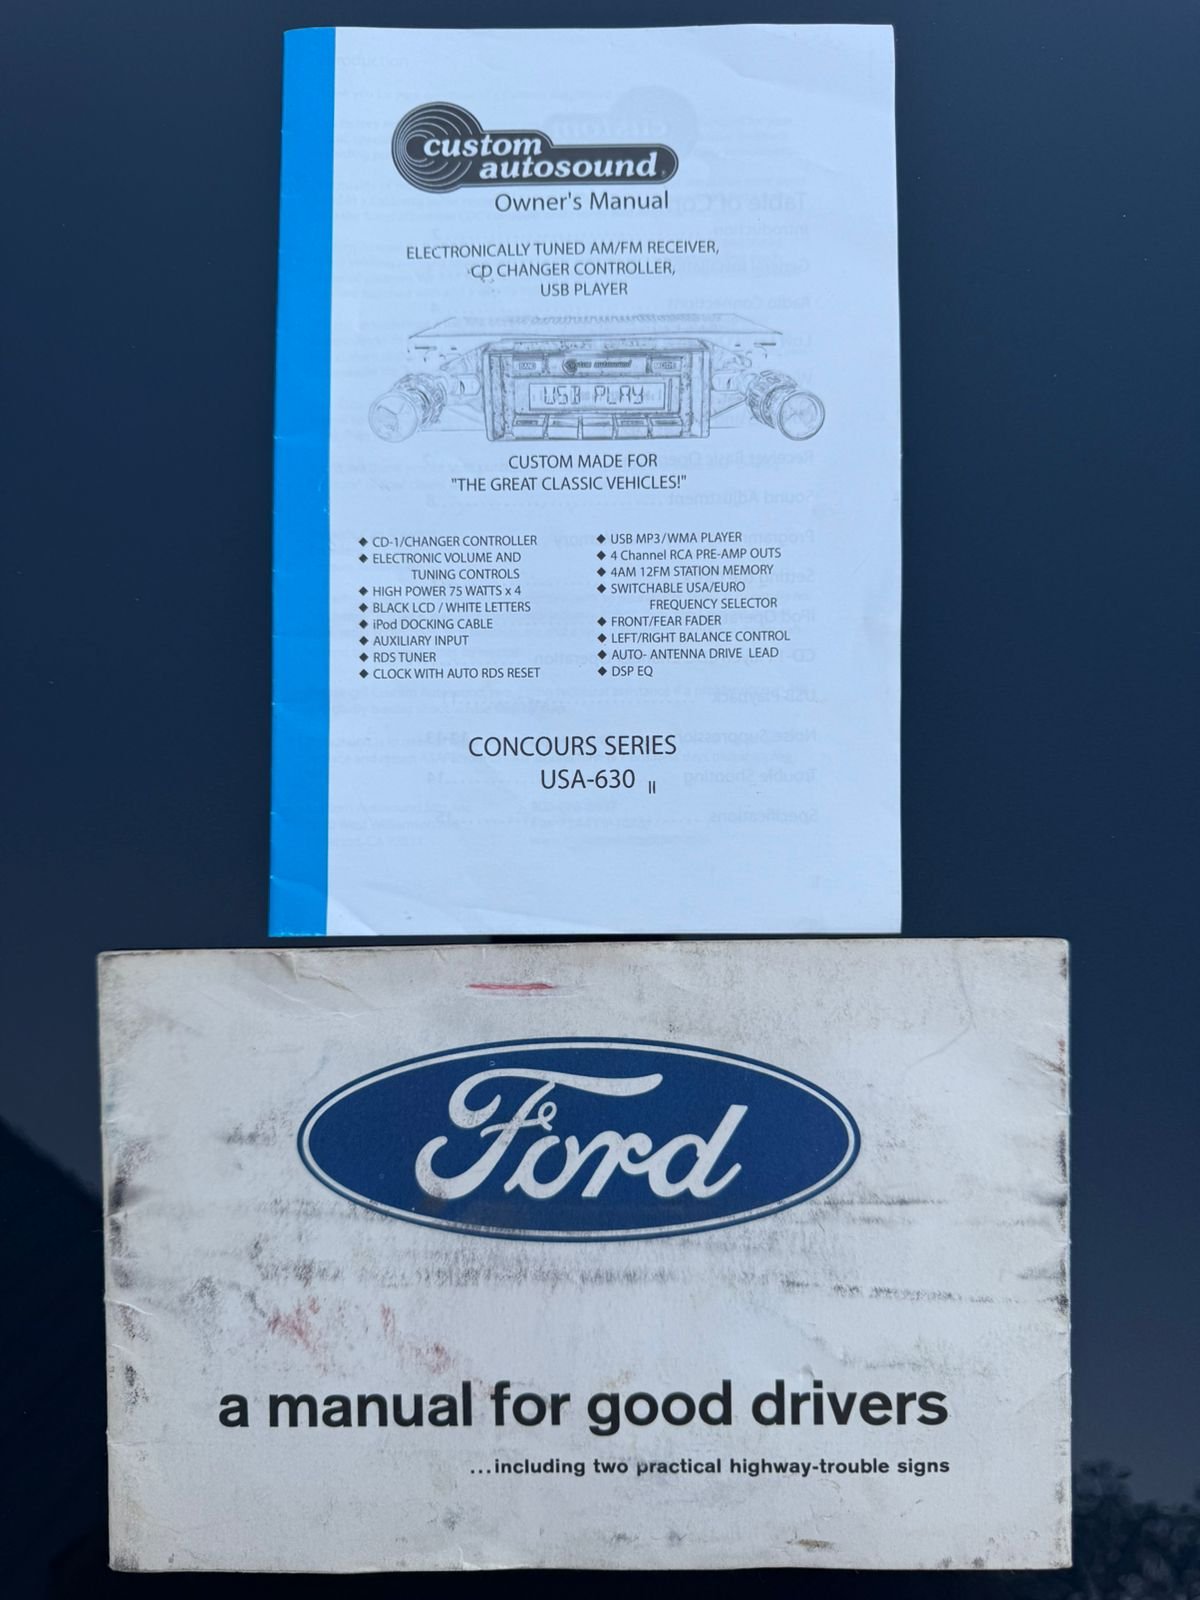 custom
autosound
Owner's Manual
ELECTRONICALLY TUNED AM/FM RECEIVER,
CD CHANGER CONTROLLER,
USB PLAYER
BAND
custom autosound
MODE
USB PLAY
CUSTOM MADE FOR
"THE GREAT CLASSIC VEHICLES!"
◆ CD-1/CHANGER CONTROLLER
◆ ELECTRONIC VOLUME AND
TUNING CONTROLS
◆ HIGH POWER 75 WATTS x 4
◆ BLACK LCD / WHITE LETTERS
◆ iPod DOCKING CABLE
◆ AUXILIARY INPUT
◆ RDS TUNER
◆ CLOCK WITH AUTO RDS RESET
◆ USB MP3/WMA PLAYER
◆ 4 Channel RCA PRE-AMP OUTS
◆ 4AM 12FM STATION MEMORY
◆ SWITCHABLE USA/EURO
FREQUENCY SELECTOR
◆ FRONT/FEAR FADER
◆ LEFT/RIGHT BALANCE CONTROL
◆ AUTO- ANTENNA DRIVE LEAD
◆ DSP EQ
CONCOURS SERIES
USA-630 II
Ford
a manual for good drivers
...including two practical highway-trouble signs